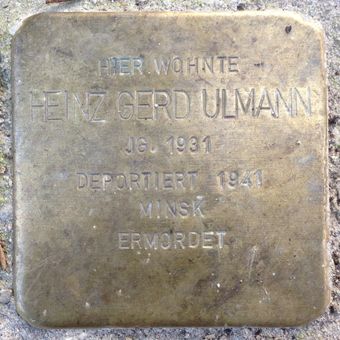 HIER WOHNTE
HEINZ GERD ULMANN
JG. 1931
DEPORTIERT 1941
MINSK
ERMORDET